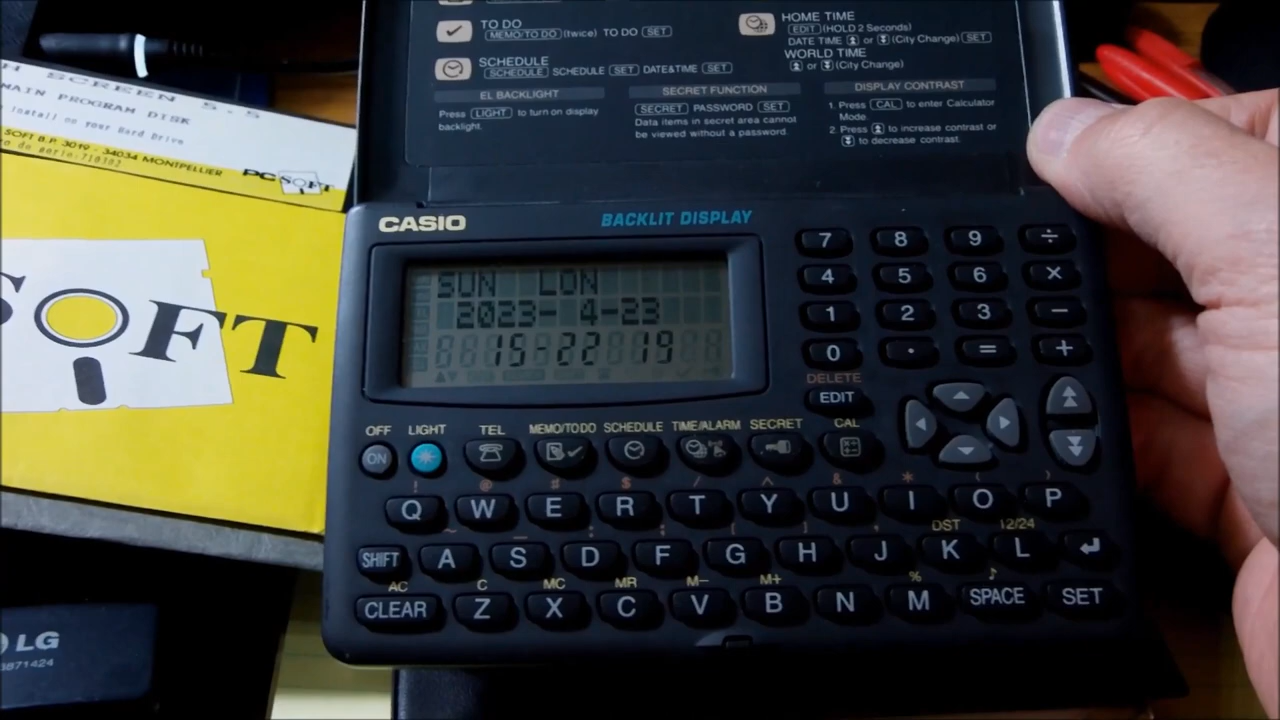 TO DO
MEMO/TO DO (twice) TO DO SET
SCHEDULE
SCHEDULE SCHEDULE SET DATE&TIME SET
HOME TIME
EDIT (HOLD 2 Seconds)
DATE TIME or (City Change) SET
WORLD TIME
or (City Change)
EL BACKLIGHT
Press LIGHT to turn on display
backlight.
SECRET FUNCTION
SECRET PASSWORD SET
Data items in secret area cannot
be viewed without a password.
DISPLAY CONTRAST
1. Press CAL to enter Calculator
Mode.
2. Press to increase contrast or
to decrease contrast.
SCREEN
MAIN PROGRAM DISK
install on your Hard Drive
SOFT B.P. 3019 - 34034 MONTPELLIER
PC SOFT
SOFT
CASIO
BACKLIT DISPLAY
SUN LON
2023- 4-23
15 22 19
7 8 9 ÷
4 5 6 ×
1 2 3 −
0 . = +
DELETE
EDIT
OFF LIGHT TEL MEMO/TO DO SCHEDULE TIME/ALARM SECRET CAL
ON
! @ # $ / ^ & * ( )
Q W E R T Y U I O P
~ _ : ; [ ] ' DST 12/24
SHIFT A S D F G H J K L ↵
AC C MC MR M− M+ % ♪
CLEAR Z X C V B N M SPACE SET
LG
3871424